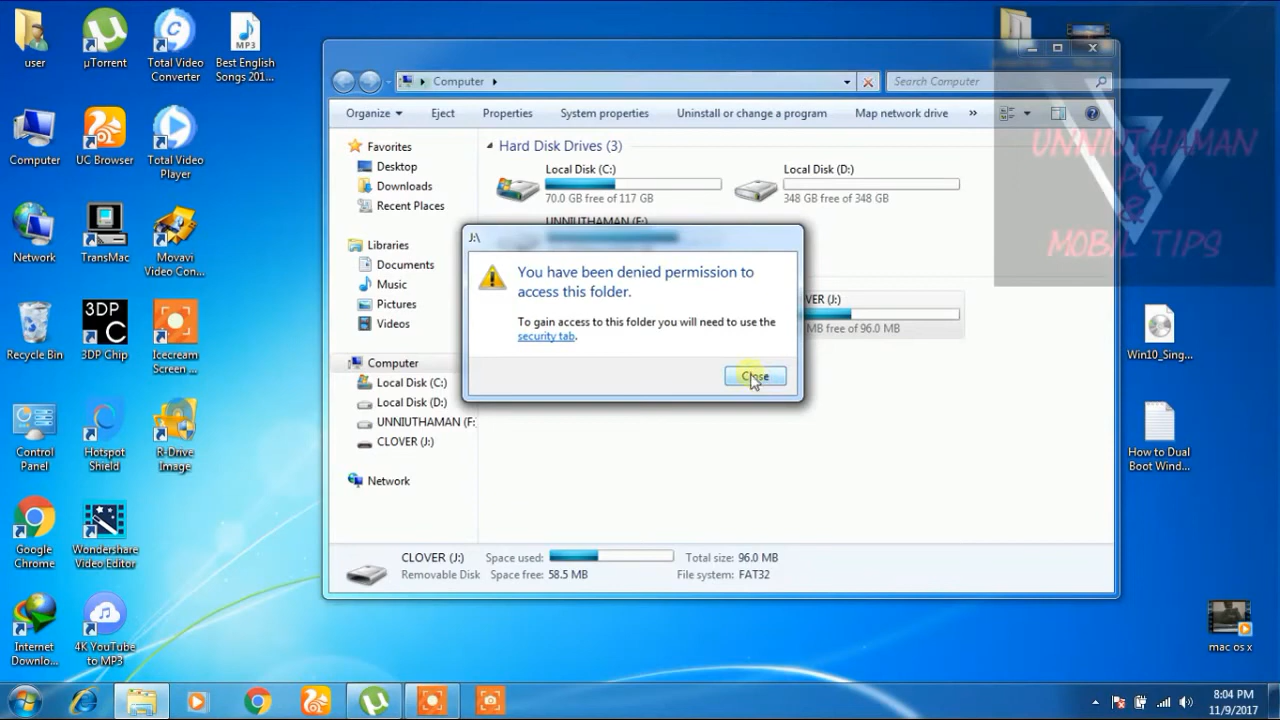 user
µTorrent
Total Video
Converter
Best English
Songs 201...
MP3
Computer
UC Browser
Total Video
Player
Network
TransMac
Movavi
Video Con...
Recycle Bin
3DP
C
3DP Chip
Icecream
Screen ...
Control
Panel
Hotspot
Shield
R-Drive
Image
Google
Chrome
Wondershare
Video Editor
Internet
Downlo...
4K YouTube
to MP3
Computer
Search Computer
Organize
Eject
Properties
System properties
Uninstall or change a program
Map network drive
»
Favorites
Desktop
Downloads
Recent Places
Libraries
Documents
Music
Pictures
Videos
Computer
Local Disk (C:)
Local Disk (D:)
UNNIUTHAMAN (F:
CLOVER (J:)
Network
Hard Disk Drives (3)
Local Disk (C:)
70.0 GB free of 117 GB
Local Disk (D:)
348 GB free of 348 GB
UNNIUTHAMAN (F:)
VER (J:)
MB free of 96.0 MB
J:\
You have been denied permission to
access this folder.
To gain access to this folder you will need to use the
security tab.
Close
CLOVER (J:)
Space used:
Total size: 96.0 MB
Removable Disk
Space free: 58.5 MB
File system: FAT32
UNNIUTHAMAN
PC
&
MOBIL TIPS
Win10_Sing...
How to Dual
Boot Wind...
mac os x
8:04 PM
11/9/2017